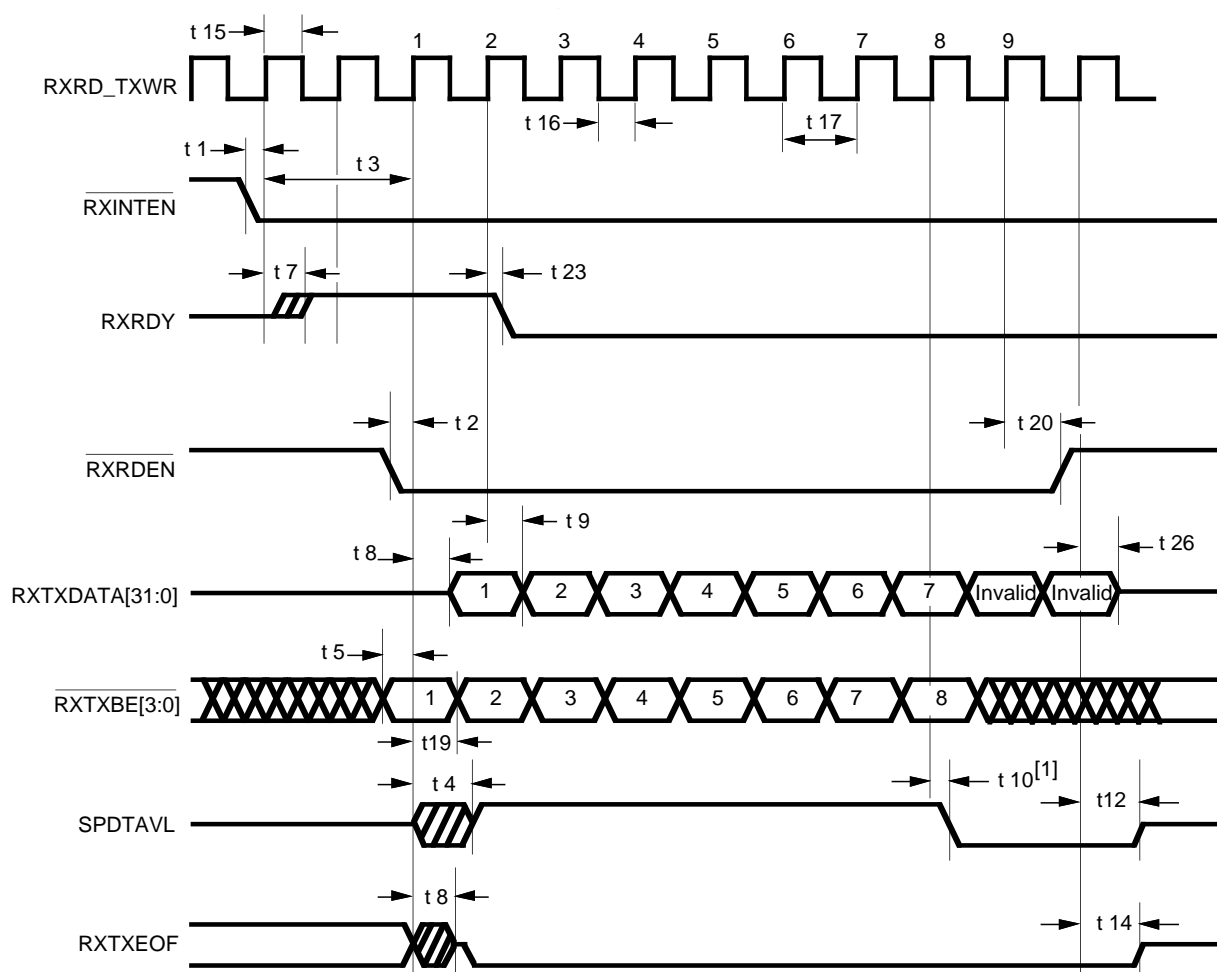 t 15
1 2 3 4 5 6 7 8 9
RXRD_TXWR
t 16
t 17
t 1
t 3
RXINTEN
t 7
t 23
RXRDY
t 2
t 20
RXRDEN
t 9
t 8
t 26
RXTXDATA[31:0]
1 2 3 4 5 6 7 Invalid Invalid
t 5
RXTXBE[3:0]
1 2 3 4 5 6 7 8
t19
t 4
t 10[1]
t12
SPDTAVL
t 8
t 14
RXTXEOF